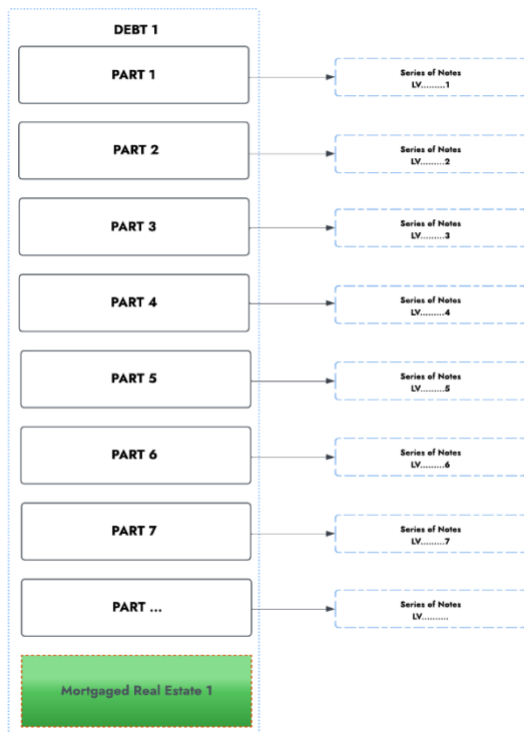 DEBT 1
PART 1
Series of Notes
LV.........1
PART 2
Series of Notes
LV.........2
PART 3
Series of Notes
LV.........3
PART 4
Series of Notes
LV.........4
PART 5
Series of Notes
LV.........5
PART 6
Series of Notes
LV.........6
PART 7
Series of Notes
LV.........7
PART ...
Series of Notes
LV..........
Mortgaged Real Estate 1